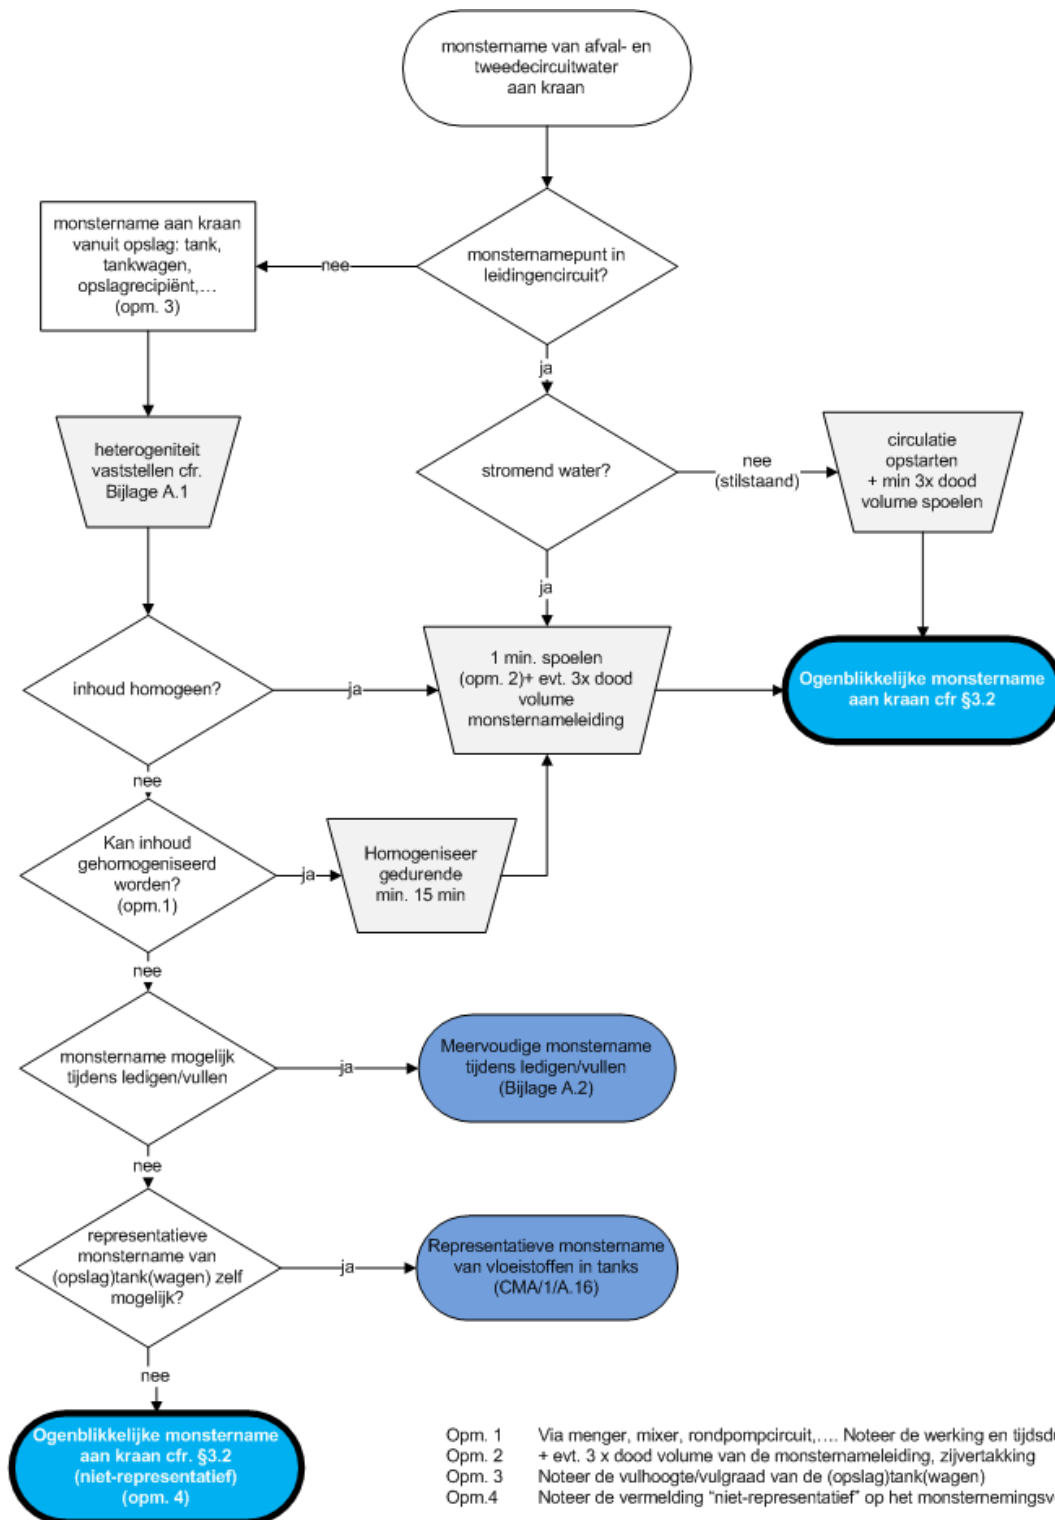 monstername van afval- en
tweedecircuitwater
aan kraan
monsternamepunt in
leidingencircuit?
nee
monstername aan kraan
vanuit opslag: tank,
tankwagen,
opslagrecipiënt,...
(opm. 3)
ja
heterogeniteit
vaststellen cfr.
Bijlage A.1
stromend water?
nee
(stilstaand)
circulatie
opstarten
+ min 3x dood
volume spoelen
ja
inhoud homogeen?
ja
1 min. spoelen
(opm. 2)+ evt. 3x dood
volume
monsternameleiding
Ogenblikkelijke monstername
aan kraan cfr §3.2
nee
Kan inhoud
gehomogeniseerd
worden?
(opm.1)
ja
Homogeniseer
gedurende
min. 15 min
nee
monstername mogelijk
tijdens ledigen/vullen
ja
Meervoudige monstername
tijdens ledigen/vullen
(Bijlage A.2)
nee
representatieve
monstername van
(opslag)tank(wagen) zelf
mogelijk?
ja
Representatieve monstername
van vloeistoffen in tanks
(CMA/1/A.16)
nee
Ogenblikkelijke monstername
aan kraan cfr. §3.2
(niet-representatief)
(opm. 4)
Opm. 1 Via menger, mixer, rondpompcircuit,.... Noteer de werking en
Opm. 2 + evt. 3 x dood volume van de monsternameleiding, zijvertakking
Opm. 3 Noteer de vulhoogte/vulgraad van de (opslag)tank(wagen)
Opm.4 Noteer de vermelding "niet-representatief" op het